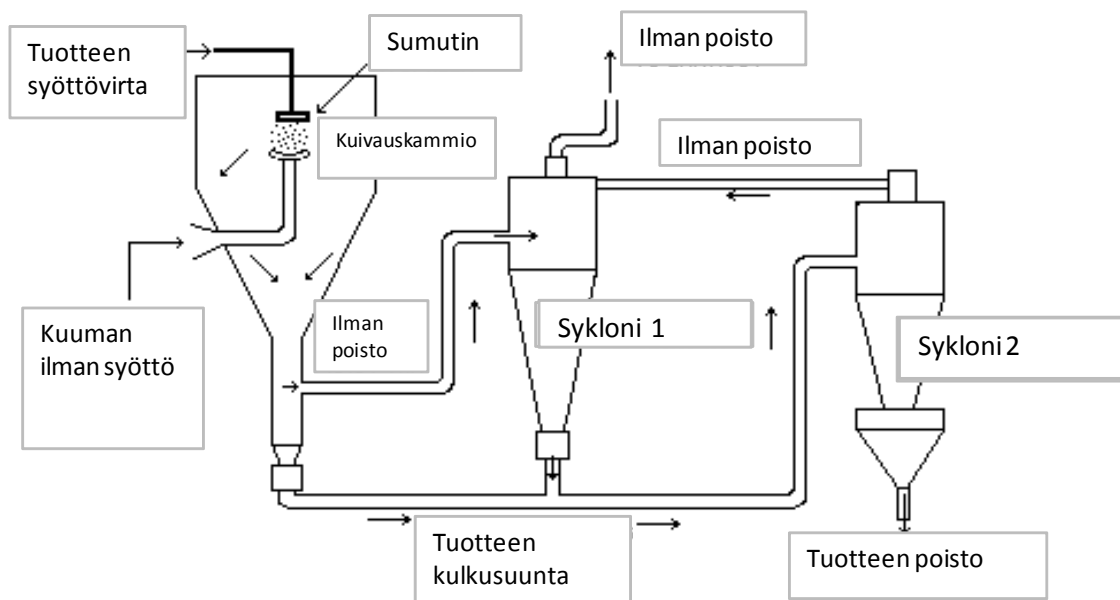 Tuotteen
syöttövirta
Sumutin
Ilman poisto
Kuivauskammio
Ilman poisto
Kuuman
ilman syöttö
Ilman
poisto
Sykloni 1
Sykloni 2
Tuotteen
kulkusuunta
Tuotteen poisto